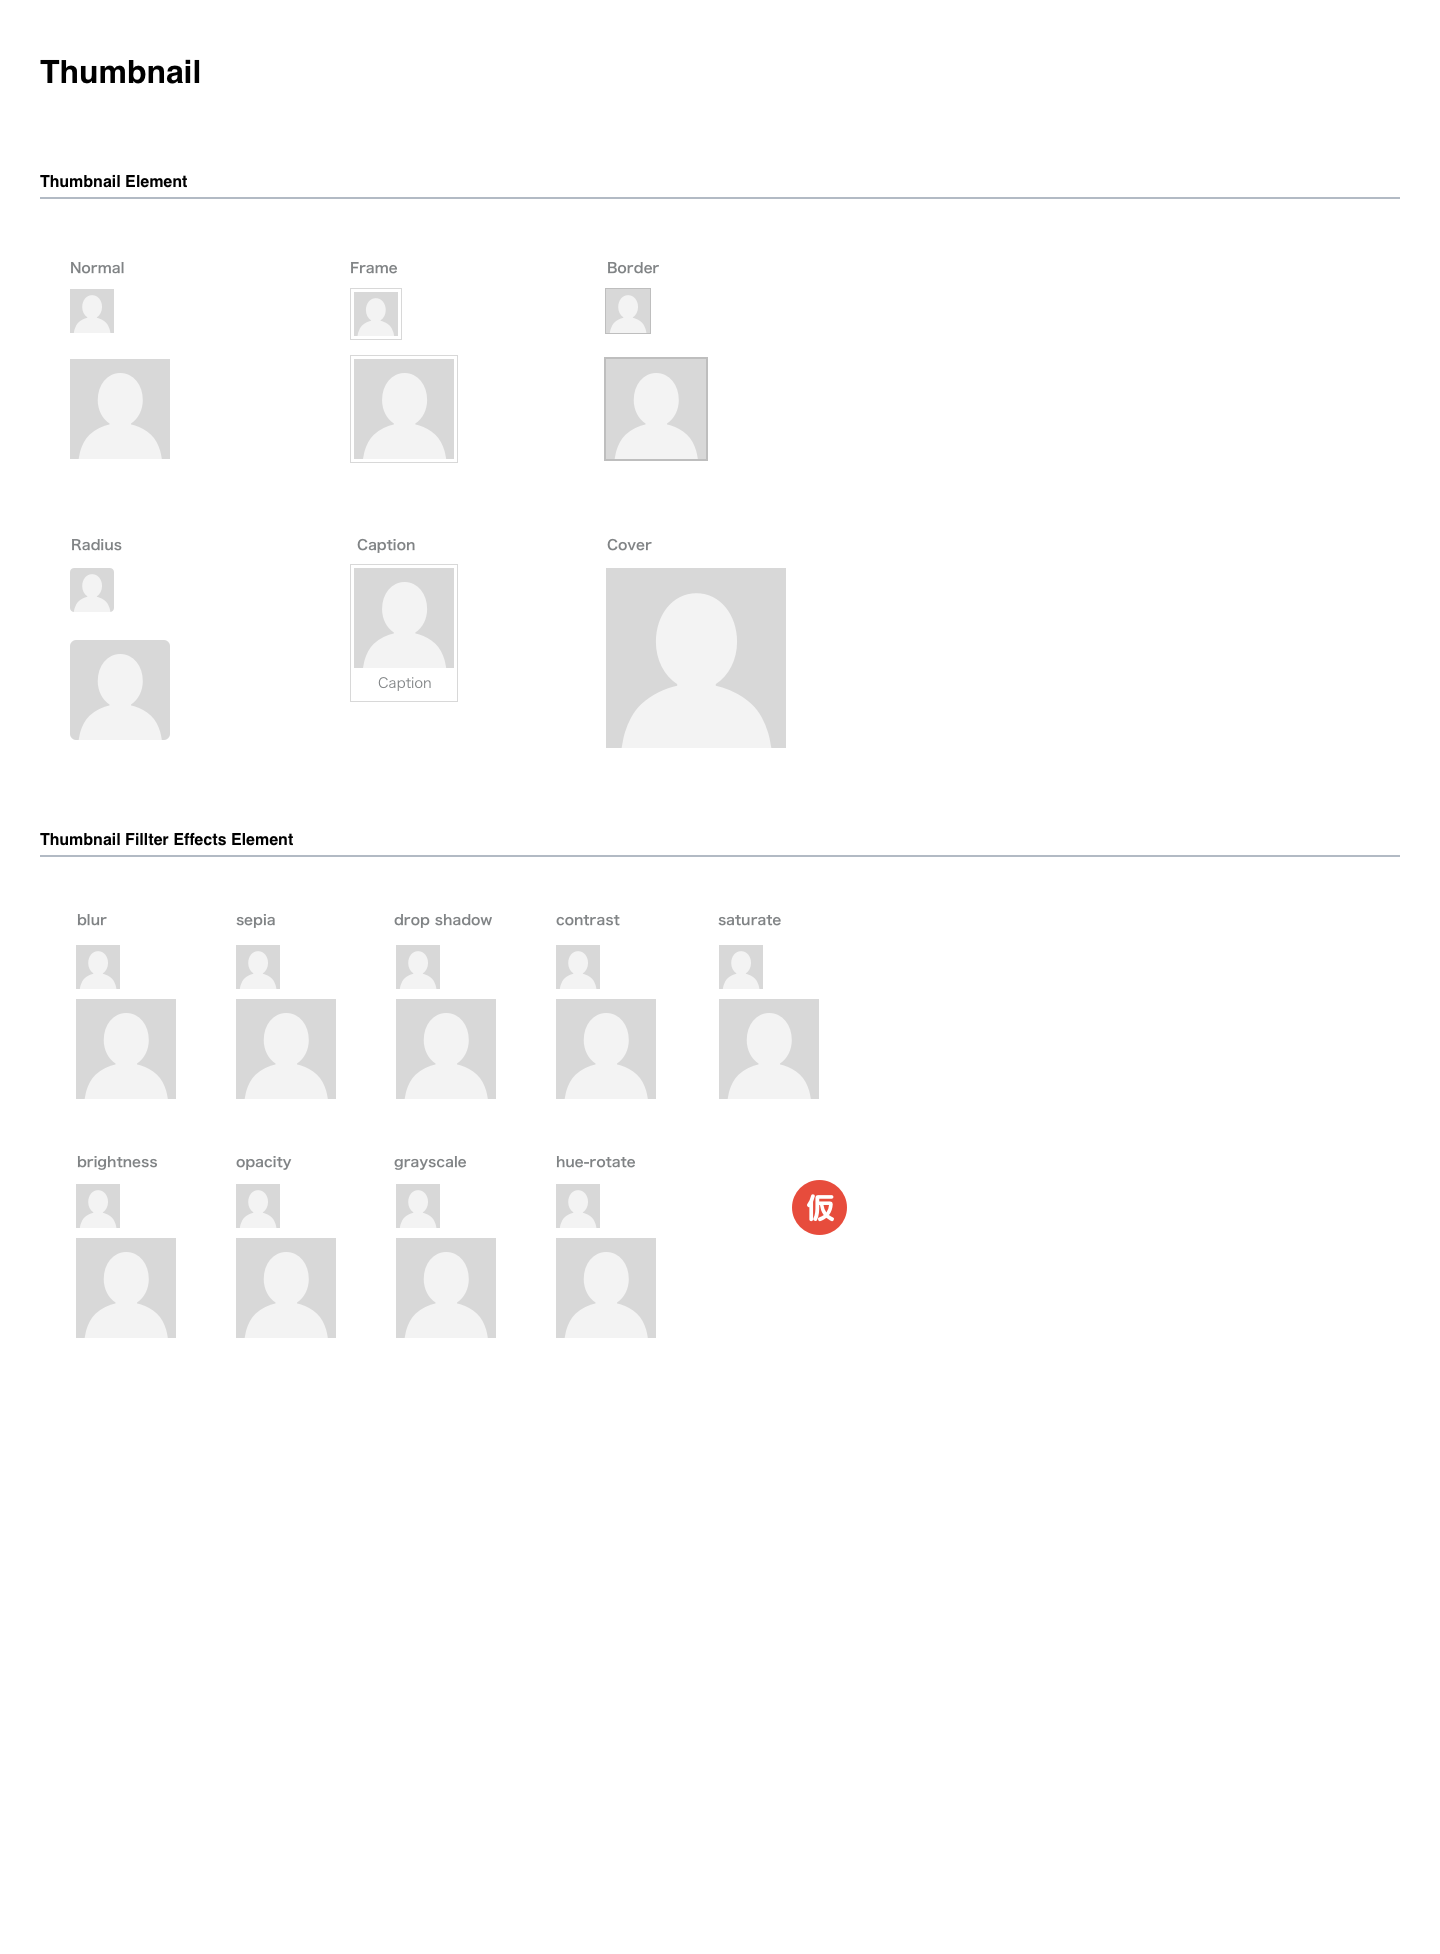 Thumbnail
Thumbnail Element
Normal
Frame
Border
Radius
Caption
Cover
Caption
Thumbnail Fillter Effects Element
blur
sepia
drop shadow
contrast
saturate
brightness
opacity
grayscale
hue-rotate
仮